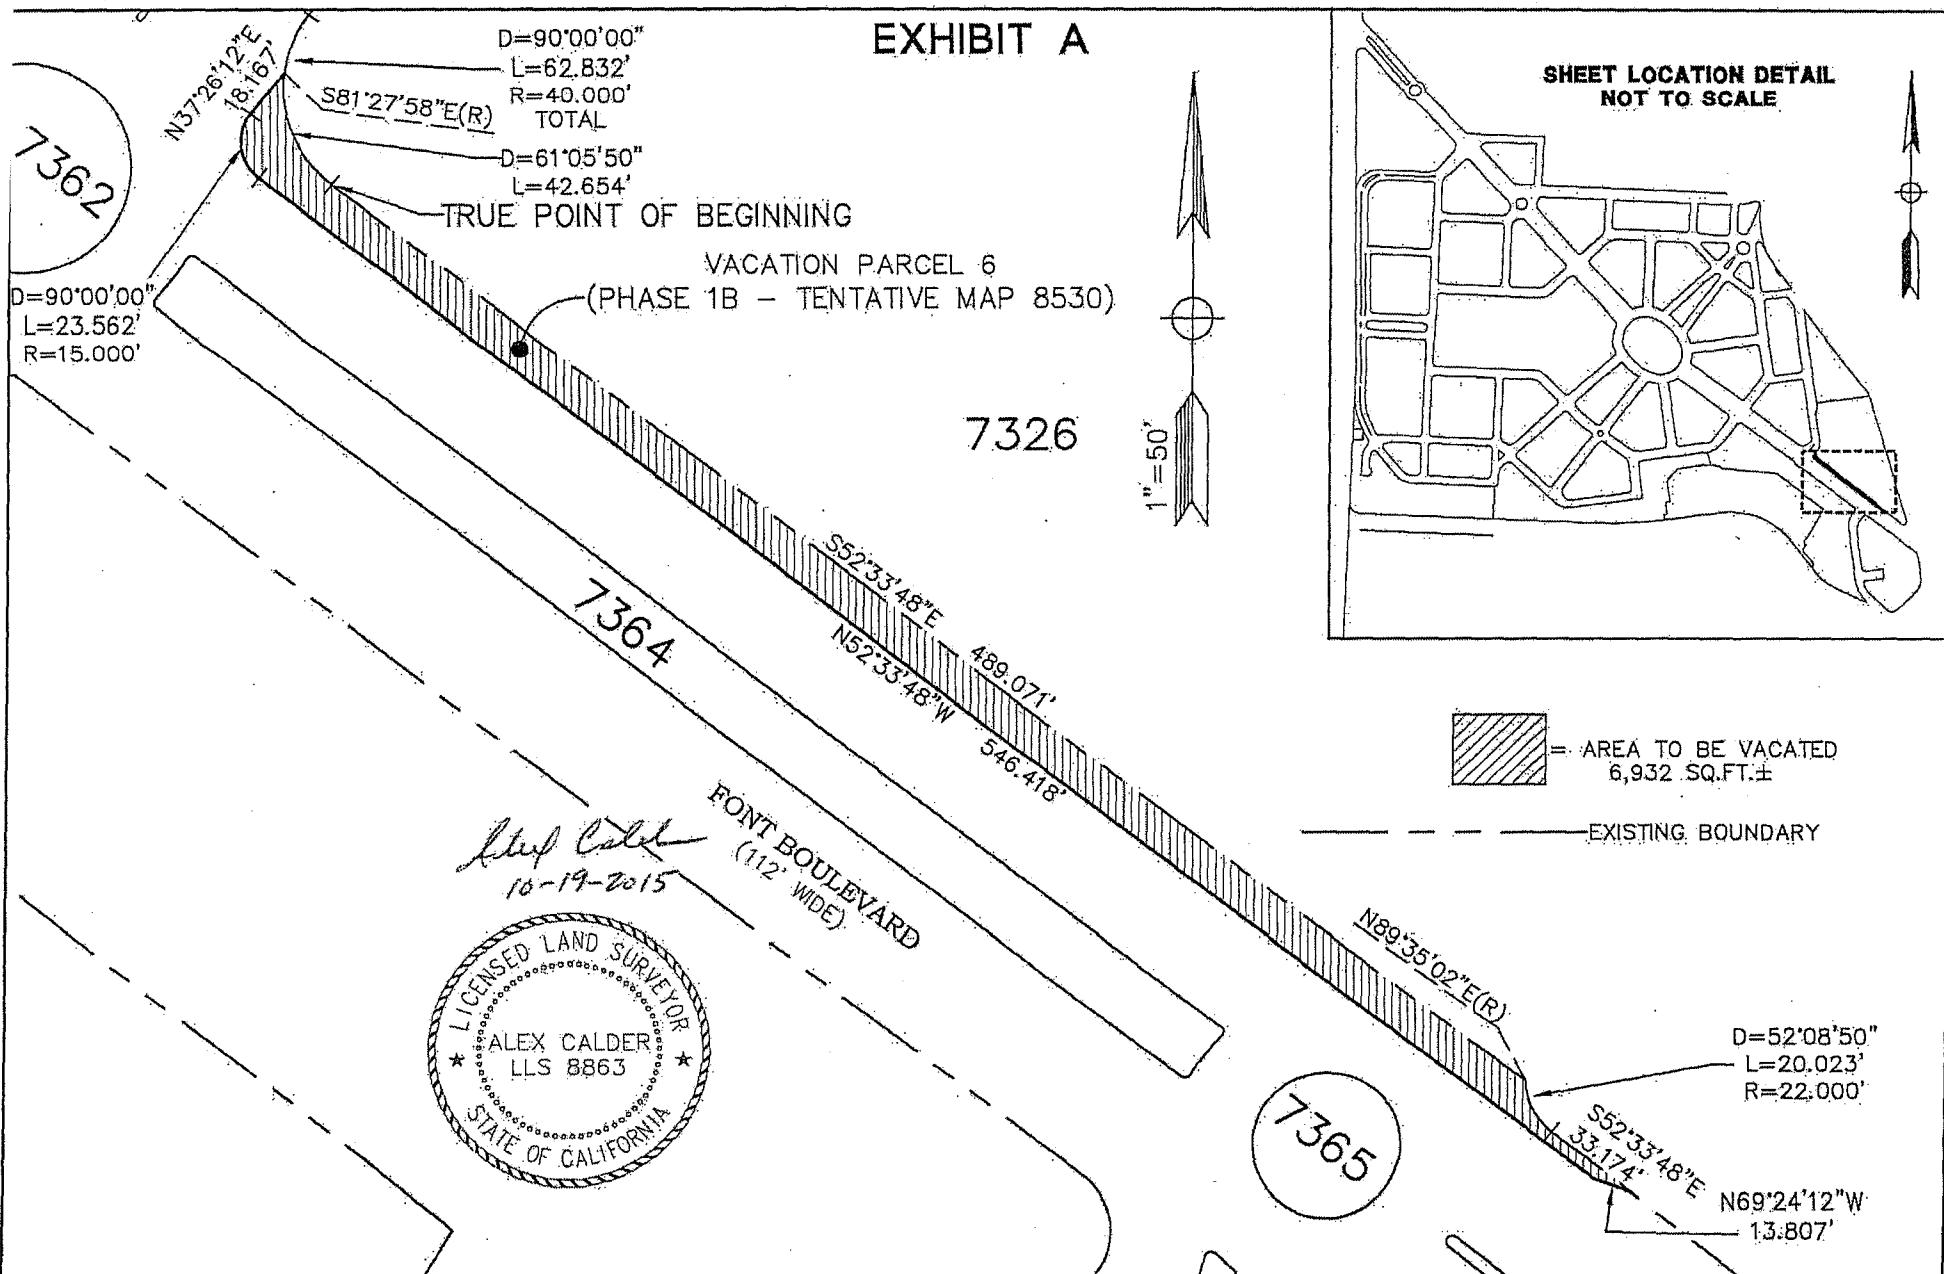 EXHIBIT A
N37°26'12"E
18.167'
D=90°00'00"
L=62.832'
R=40.000'
TOTAL
S81°27'58"E(R)
D=61°05'50"
L=42.654'
TRUE POINT OF BEGINNING
7362
D=90°00'00"
L=23.562'
R=15.000'
VACATION PARCEL 6
(PHASE 1B - TENTATIVE MAP 8530)
7326
1"=50'
SHEET LOCATION DETAIL
NOT TO SCALE
S52°33'48"E 489.071'
N52°33'48"W 546.418'
7364
FONT BOULEVARD
(112' WIDE)
= AREA TO BE VACATED
6,932 SQ.FT.±
EXISTING BOUNDARY
Alex Calder
10-19-2015
LICENSED LAND SURVEYOR
ALEX CALDER
LLS 8863
STATE OF CALIFORNIA
N89°35'02"E(R)
D=52°08'50"
L=20.023'
R=22.000'
S52°33'48"E
33.174'
N69°24'12"W
13.807'
7365